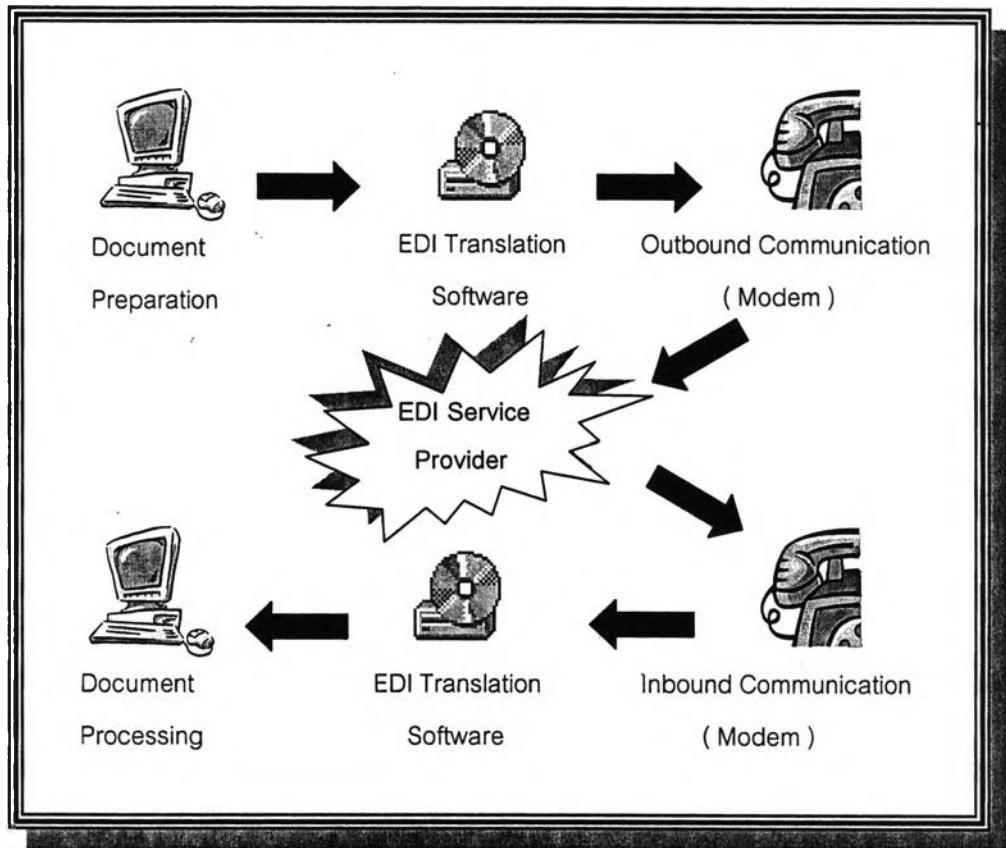 Document
Preparation
EDI Translation
Software
Outbound Communication
( Modem )
EDI Service
Provider
Document
Processing
EDI Translation
Software
Inbound Communication
( Modem )